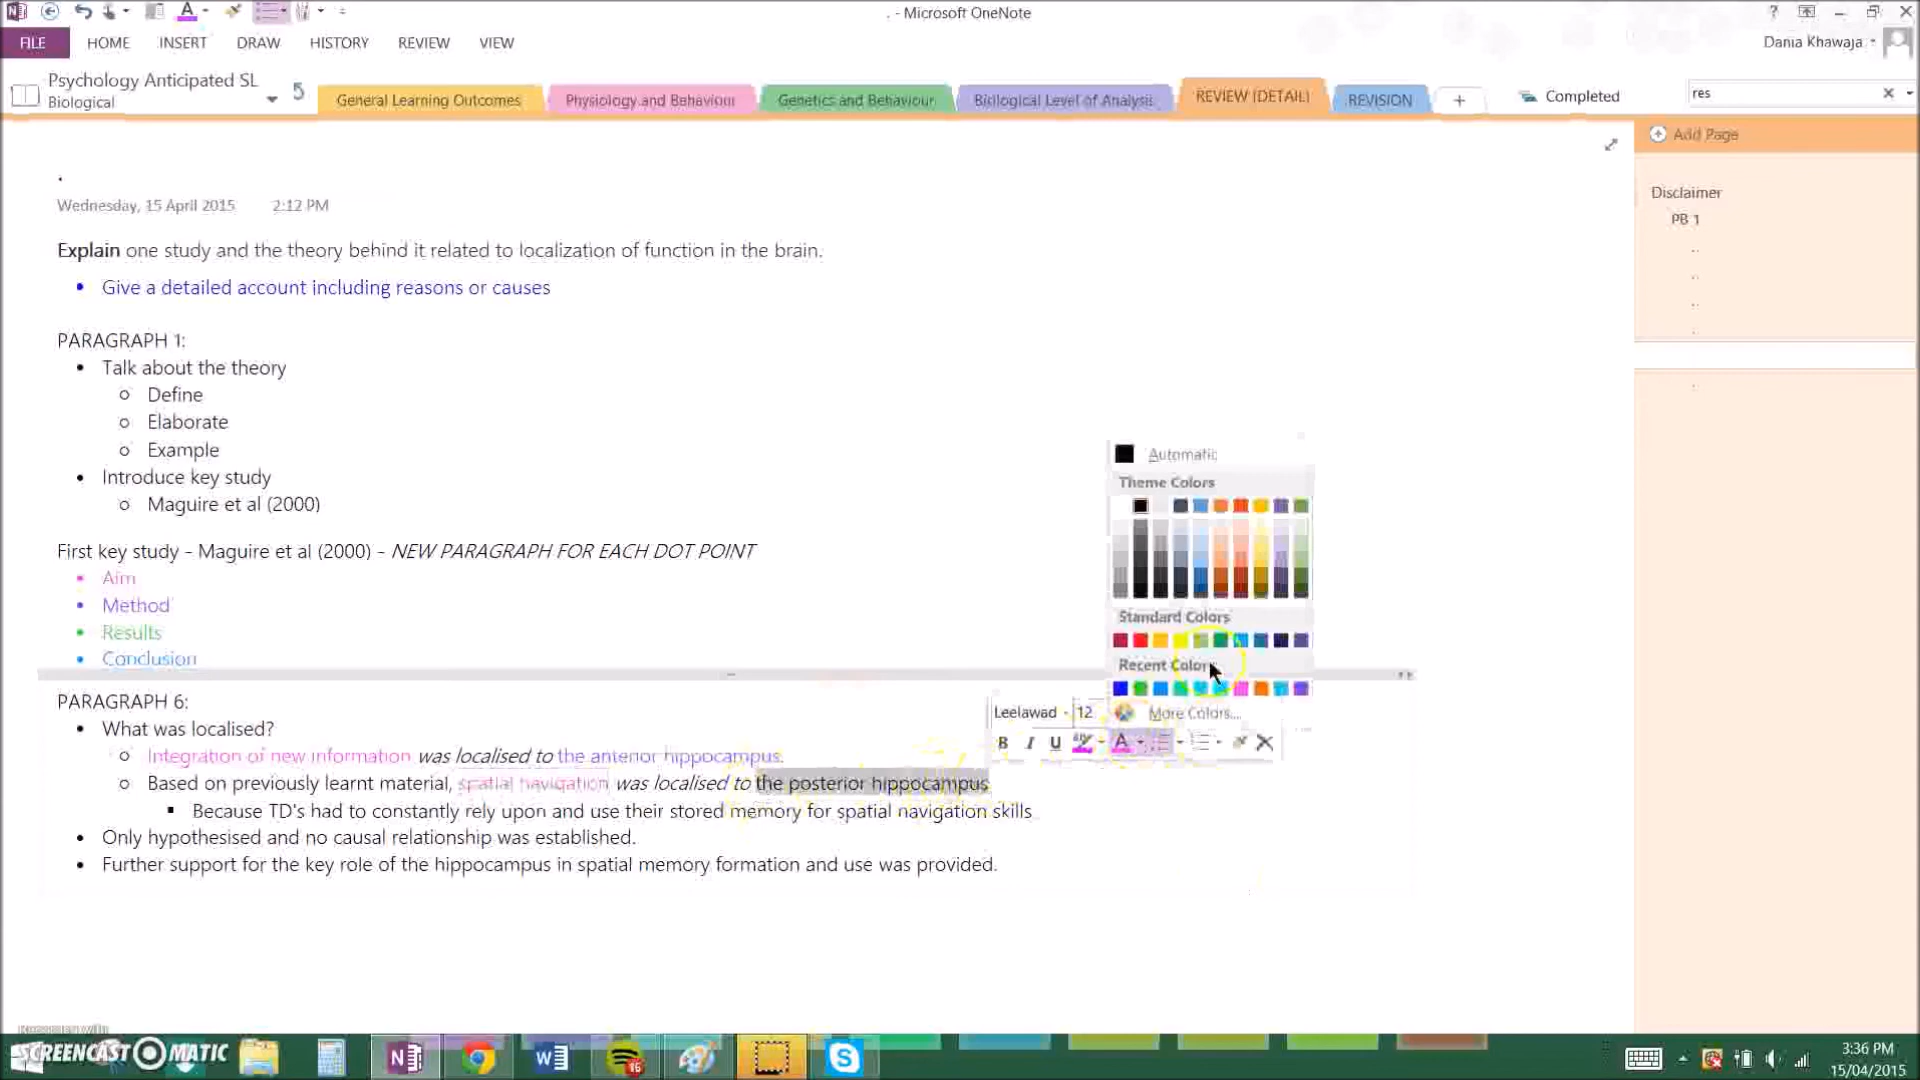 . - Microsoft OneNote
FILE HOME INSERT DRAW HISTORY REVIEW VIEW
Dania Khawaja
Psychology Anticipated SL
Biological
General Learning Outcomes
Physiology and Behaviour
Genetics and Behaviour
Biological Level of Analysis
REVIEW (DETAIL)
REVISION
Completed
res
Add Page
Disclaimer
PB 1
..
..
..
.
.
.
Wednesday, 15 April 2015 2:12 PM
Explain one study and the theory behind it related to localization of function in the brain.
• Give a detailed account including reasons or causes
PARAGRAPH 1:
• Talk about the theory
o Define
o Elaborate
o Example
• Introduce key study
o Maguire et al (2000)
First key study - Maguire et al (2000) - NEW PARAGRAPH FOR EACH DOT POINT
• Aim
• Method
• Results
• Conclusion
PARAGRAPH 6:
• What was localised?
o Integration of new information was localised to the anterior hippocampus.
o Based on previously learnt material, spatial navigation was localised to the posterior hippocampus
▪ Because TD's had to constantly rely upon and use their stored memory for spatial navigation skills
• Only hypothesised and no causal relationship was established.
• Further support for the key role of the hippocampus in spatial memory formation and use was provided.
Automatic
Theme Colors
Standard Colors
Recent Colors
More Colors...
Leelawad 12
B I U A
SCREENCAST MATIC
16
3:36 PM
15/04/2015